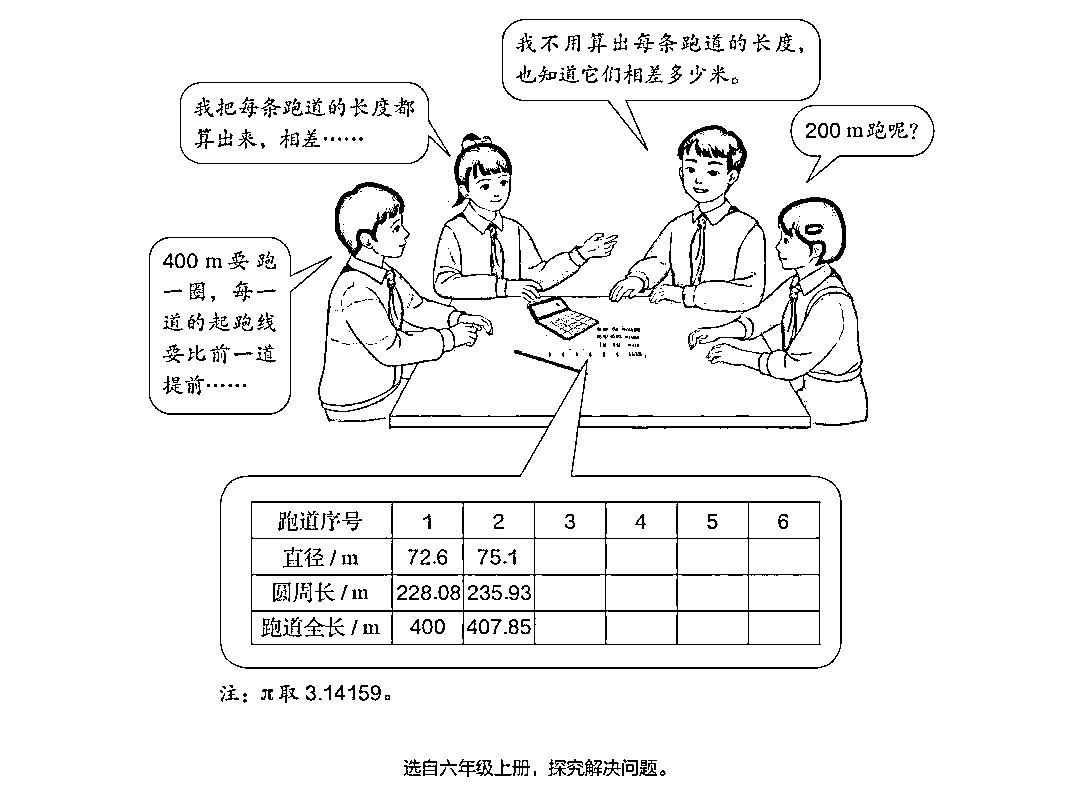 我不用算出每条跑道的长度，
也知道它们相差多少米。
我把每条跑道的长度都
算出来，相差……
200 m 跑呢？
400 m 要跑
一圈，每一
道的起跑线
要比前一道
提前……
跑道序号 1 2 3 4 5 6
直径 / m 72.6 75.1
圆周长 / m 228.08 235.93
跑道全长 / m 400 407.85
注：π 取 3.14159。
选自六年级上册，探究解决问题。